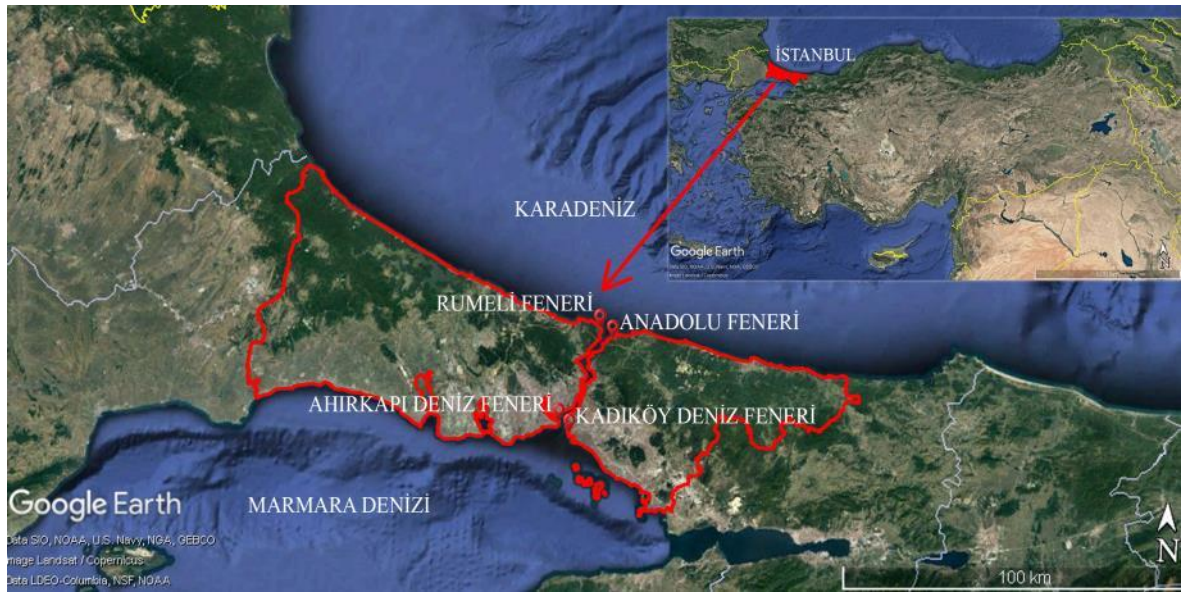 İSTANBUL
KARADENİZ
Google Earth
N
RUMELİ FENERİ
ANADOLU FENERİ
AHIRKAPI DENİZ FENERİ
KADIKÖY DENİZ FENERİ
Google Earth
MARMARA DENİZİ
Data SIO, NOAA, U.S. Navy, NGA, GEBCO
Image Landsat / Copernicus
Data LDEO-Columbia, NSF, NOAA
N
100 km